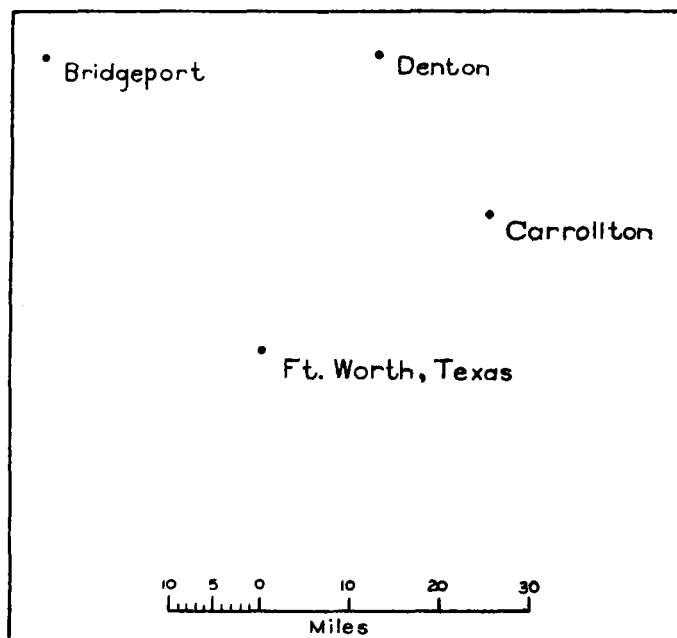 Bridgeport
Denton
Carrollton
Ft. Worth, Texas
10 5 0 10 20 30
Miles